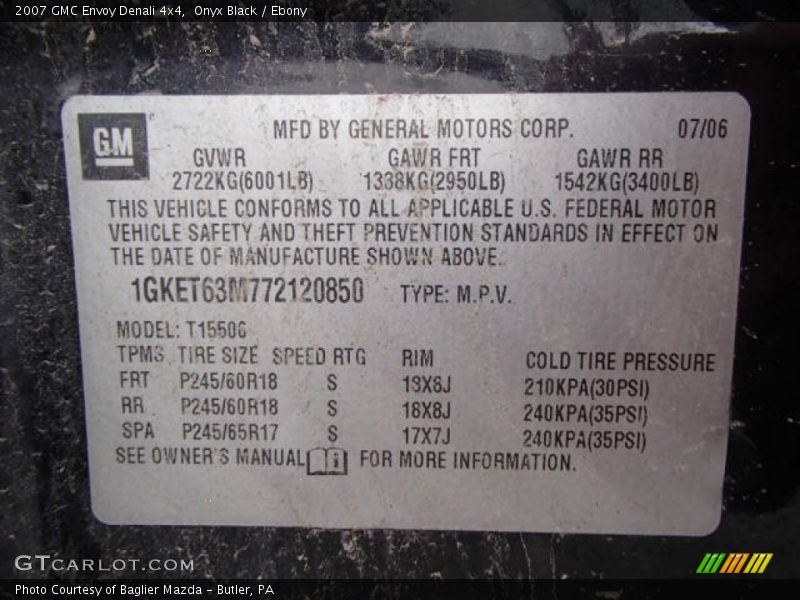 2007 GMC Envoy Denali 4x4, Onyx Black / Ebony
GM
MFD BY GENERAL MOTORS CORP. 07/06
GVWR GAWR FRT GAWR RR
2722KG(6001LB) 1338KG(2950LB) 1542KG(3400LB)
THIS VEHICLE CONFORMS TO ALL APPLICABLE U.S. FEDERAL MOTOR
VEHICLE SAFETY AND THEFT PREVENTION STANDARDS IN EFFECT ON
THE DATE OF MANUFACTURE SHOWN ABOVE.
1GKET63M772120850 TYPE: M.P.V.
MODEL: T15506
TPMS TIRE SIZE SPEED RTG RIM COLD TIRE PRESSURE
FRT P245/60R18 S 18X8J 210KPA(30PSI)
RR P245/60R18 S 18X8J 240KPA(35PSI)
SPA P245/65R17 S 17X7J 240KPA(35PSI)
SEE OWNER'S MANUAL FOR MORE INFORMATION.
GTCARLOT.COM
Photo Courtesy of Baglier Mazda - Butler, PA